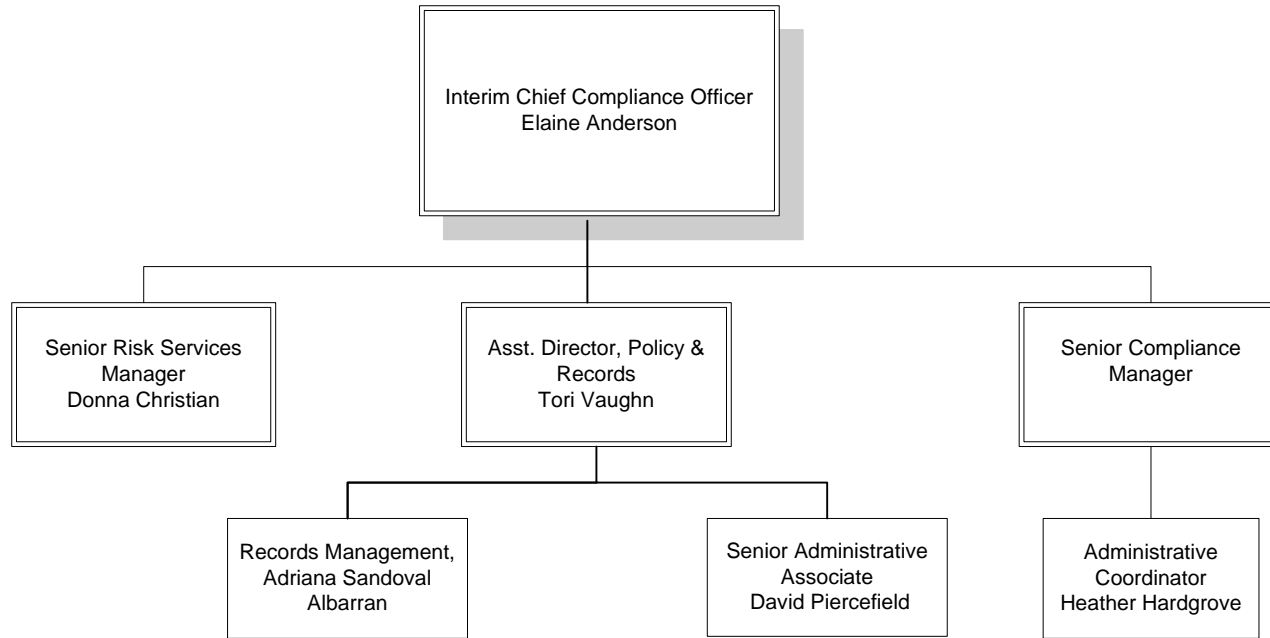 Interim Chief Compliance Officer
Elaine Anderson
Senior Risk Services
Manager
Donna Christian
Asst. Director, Policy &
Records
Tori Vaughn
Senior Compliance
Manager
Records Management,
Adriana Sandoval
Albarran
Senior Administrative
Associate
David Piercefield
Administrative
Coordinator
Heather Hardgrove